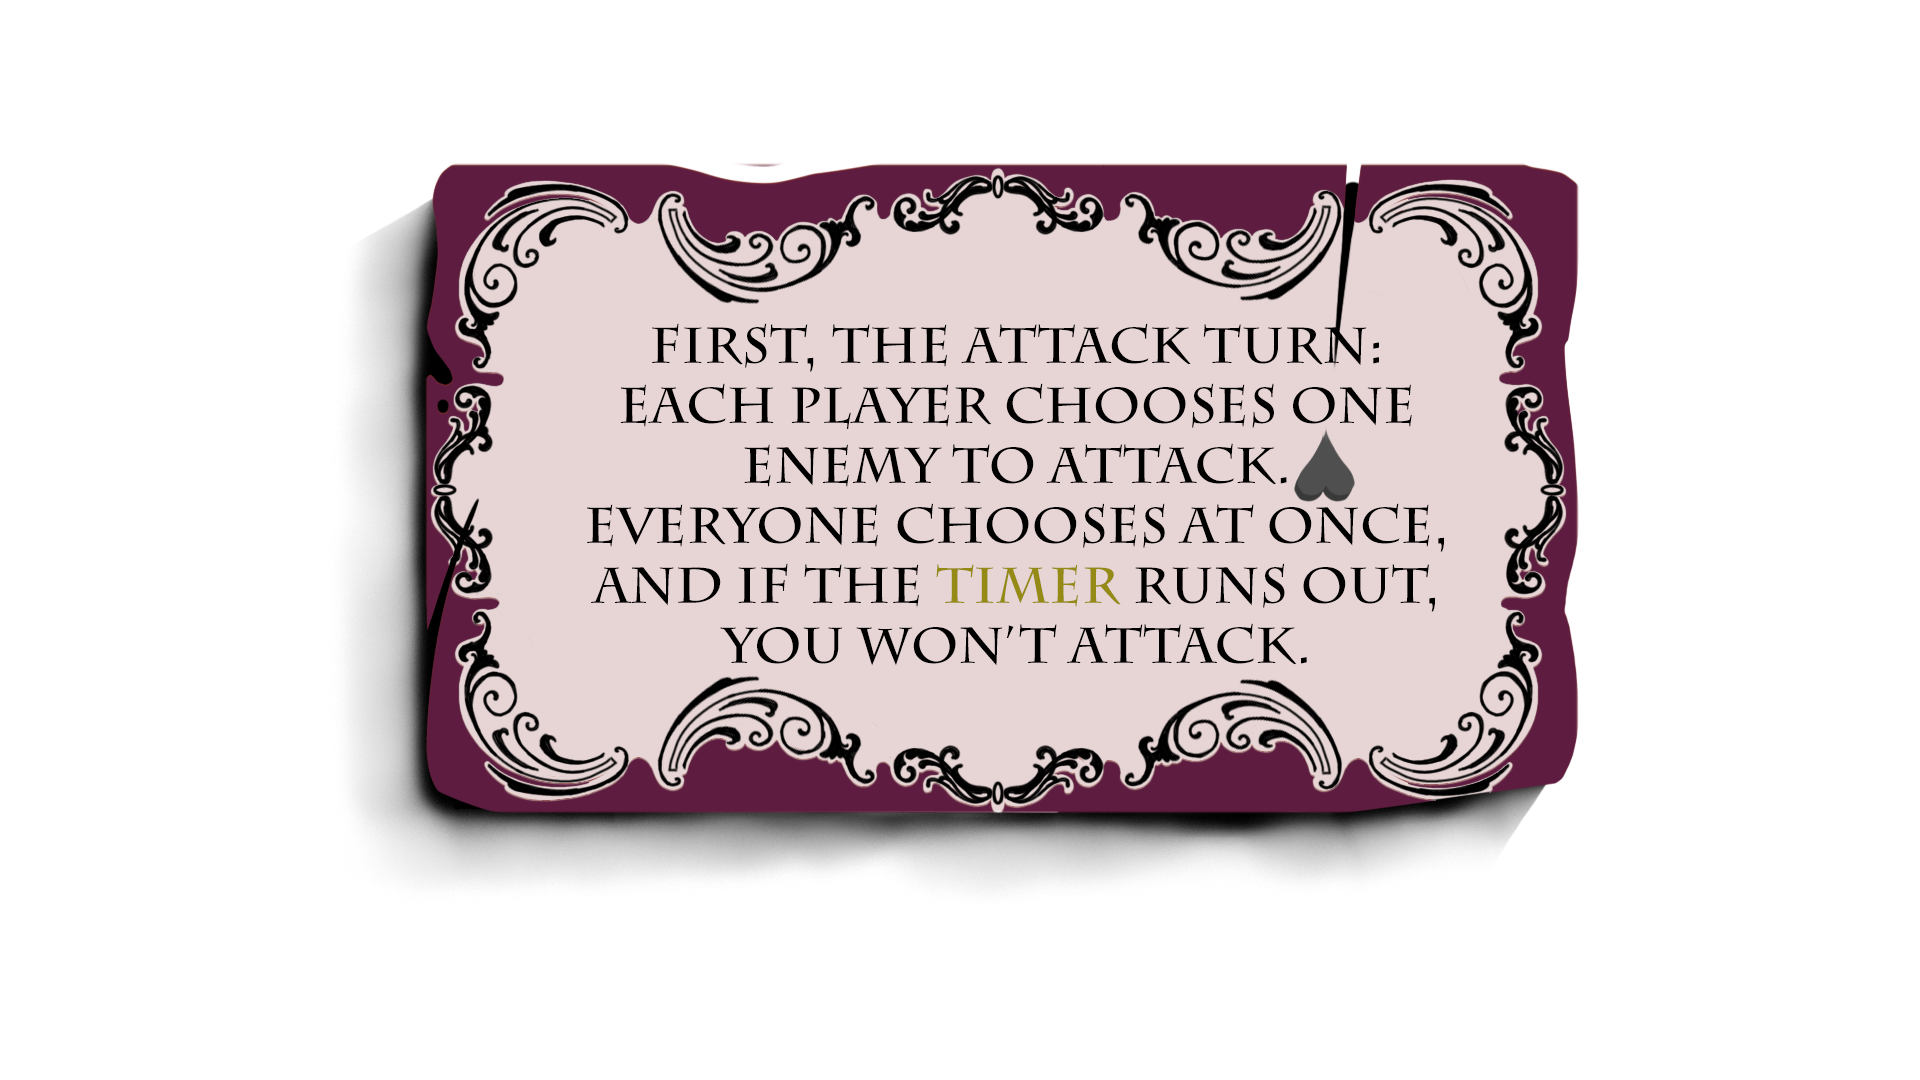 FIRST, THE ATTACK TURN:
EACH PLAYER CHOOSES ONE
ENEMY TO ATTACK.
EVERYONE CHOOSES AT ONCE,
AND IF THE TIMER RUNS OUT,
YOU WON'T ATTACK.